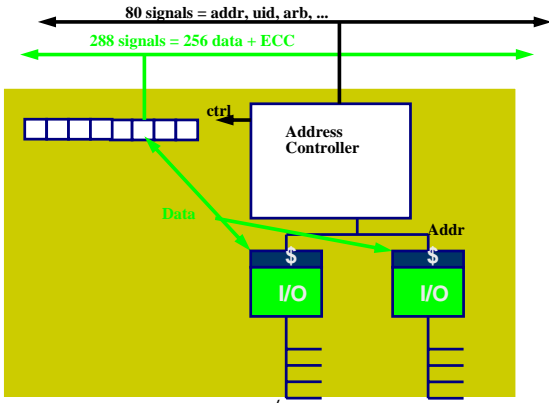 80 signals = addr, uid, arb, ...
288 signals = 256 data + ECC
ctrl
Address
Controller
Data
Addr
$
$
I/O
I/O